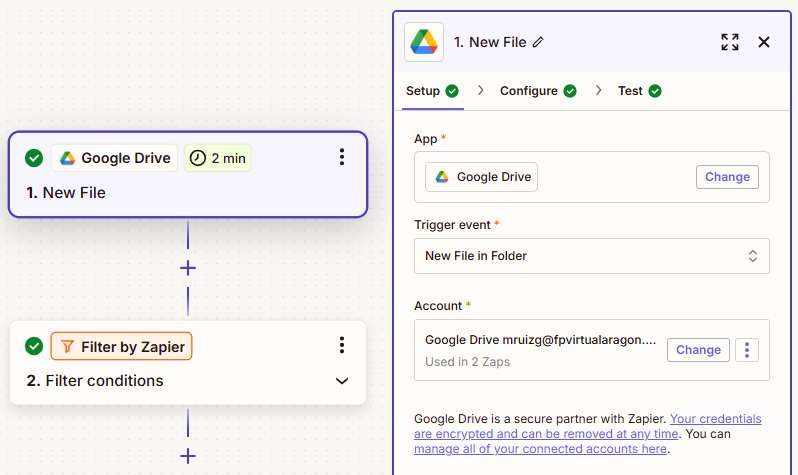 Google Drive 2 min
1. New File
Filter by Zapier
2. Filter conditions
1. New File
Setup Configure Test
App *
Google Drive Change
Trigger event *
New File in Folder
Account *
Google Drive mruizg@fpvirtualaragon.... Change
Used in 2 Zaps
Google Drive is a secure partner with Zapier. Your credentials
are encrypted and can be removed at any time. You can
manage all of your connected accounts here.